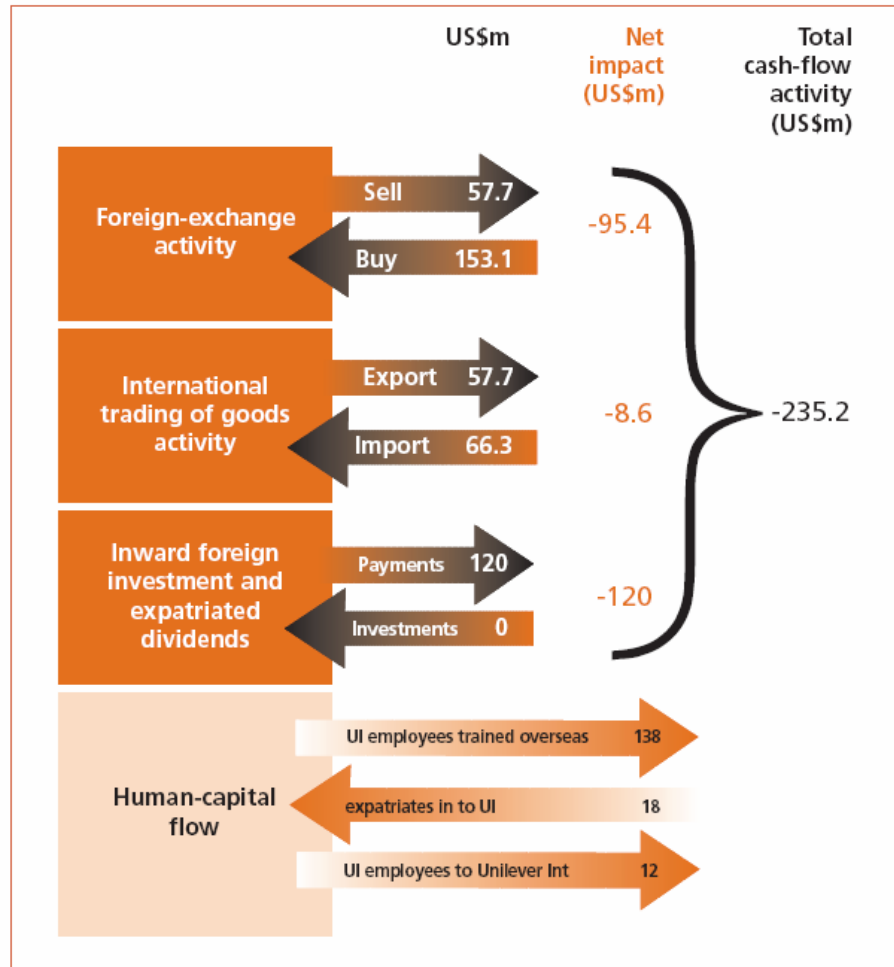 US$m
Net
impact
(US$m)
Total
cash-flow
activity
(US$m)
Foreign-exchange
activity
Sell 57.7
Buy 153.1
-95.4
International
trading of goods
activity
Export 57.7
Import 66.3
-8.6
-235.2
Inward foreign
investment and
expatriated
dividends
Payments 120
Investments 0
-120
Human-capital
flow
UI employees trained overseas 138
expatriates in to UI 18
UI employees to Unilever Int 12